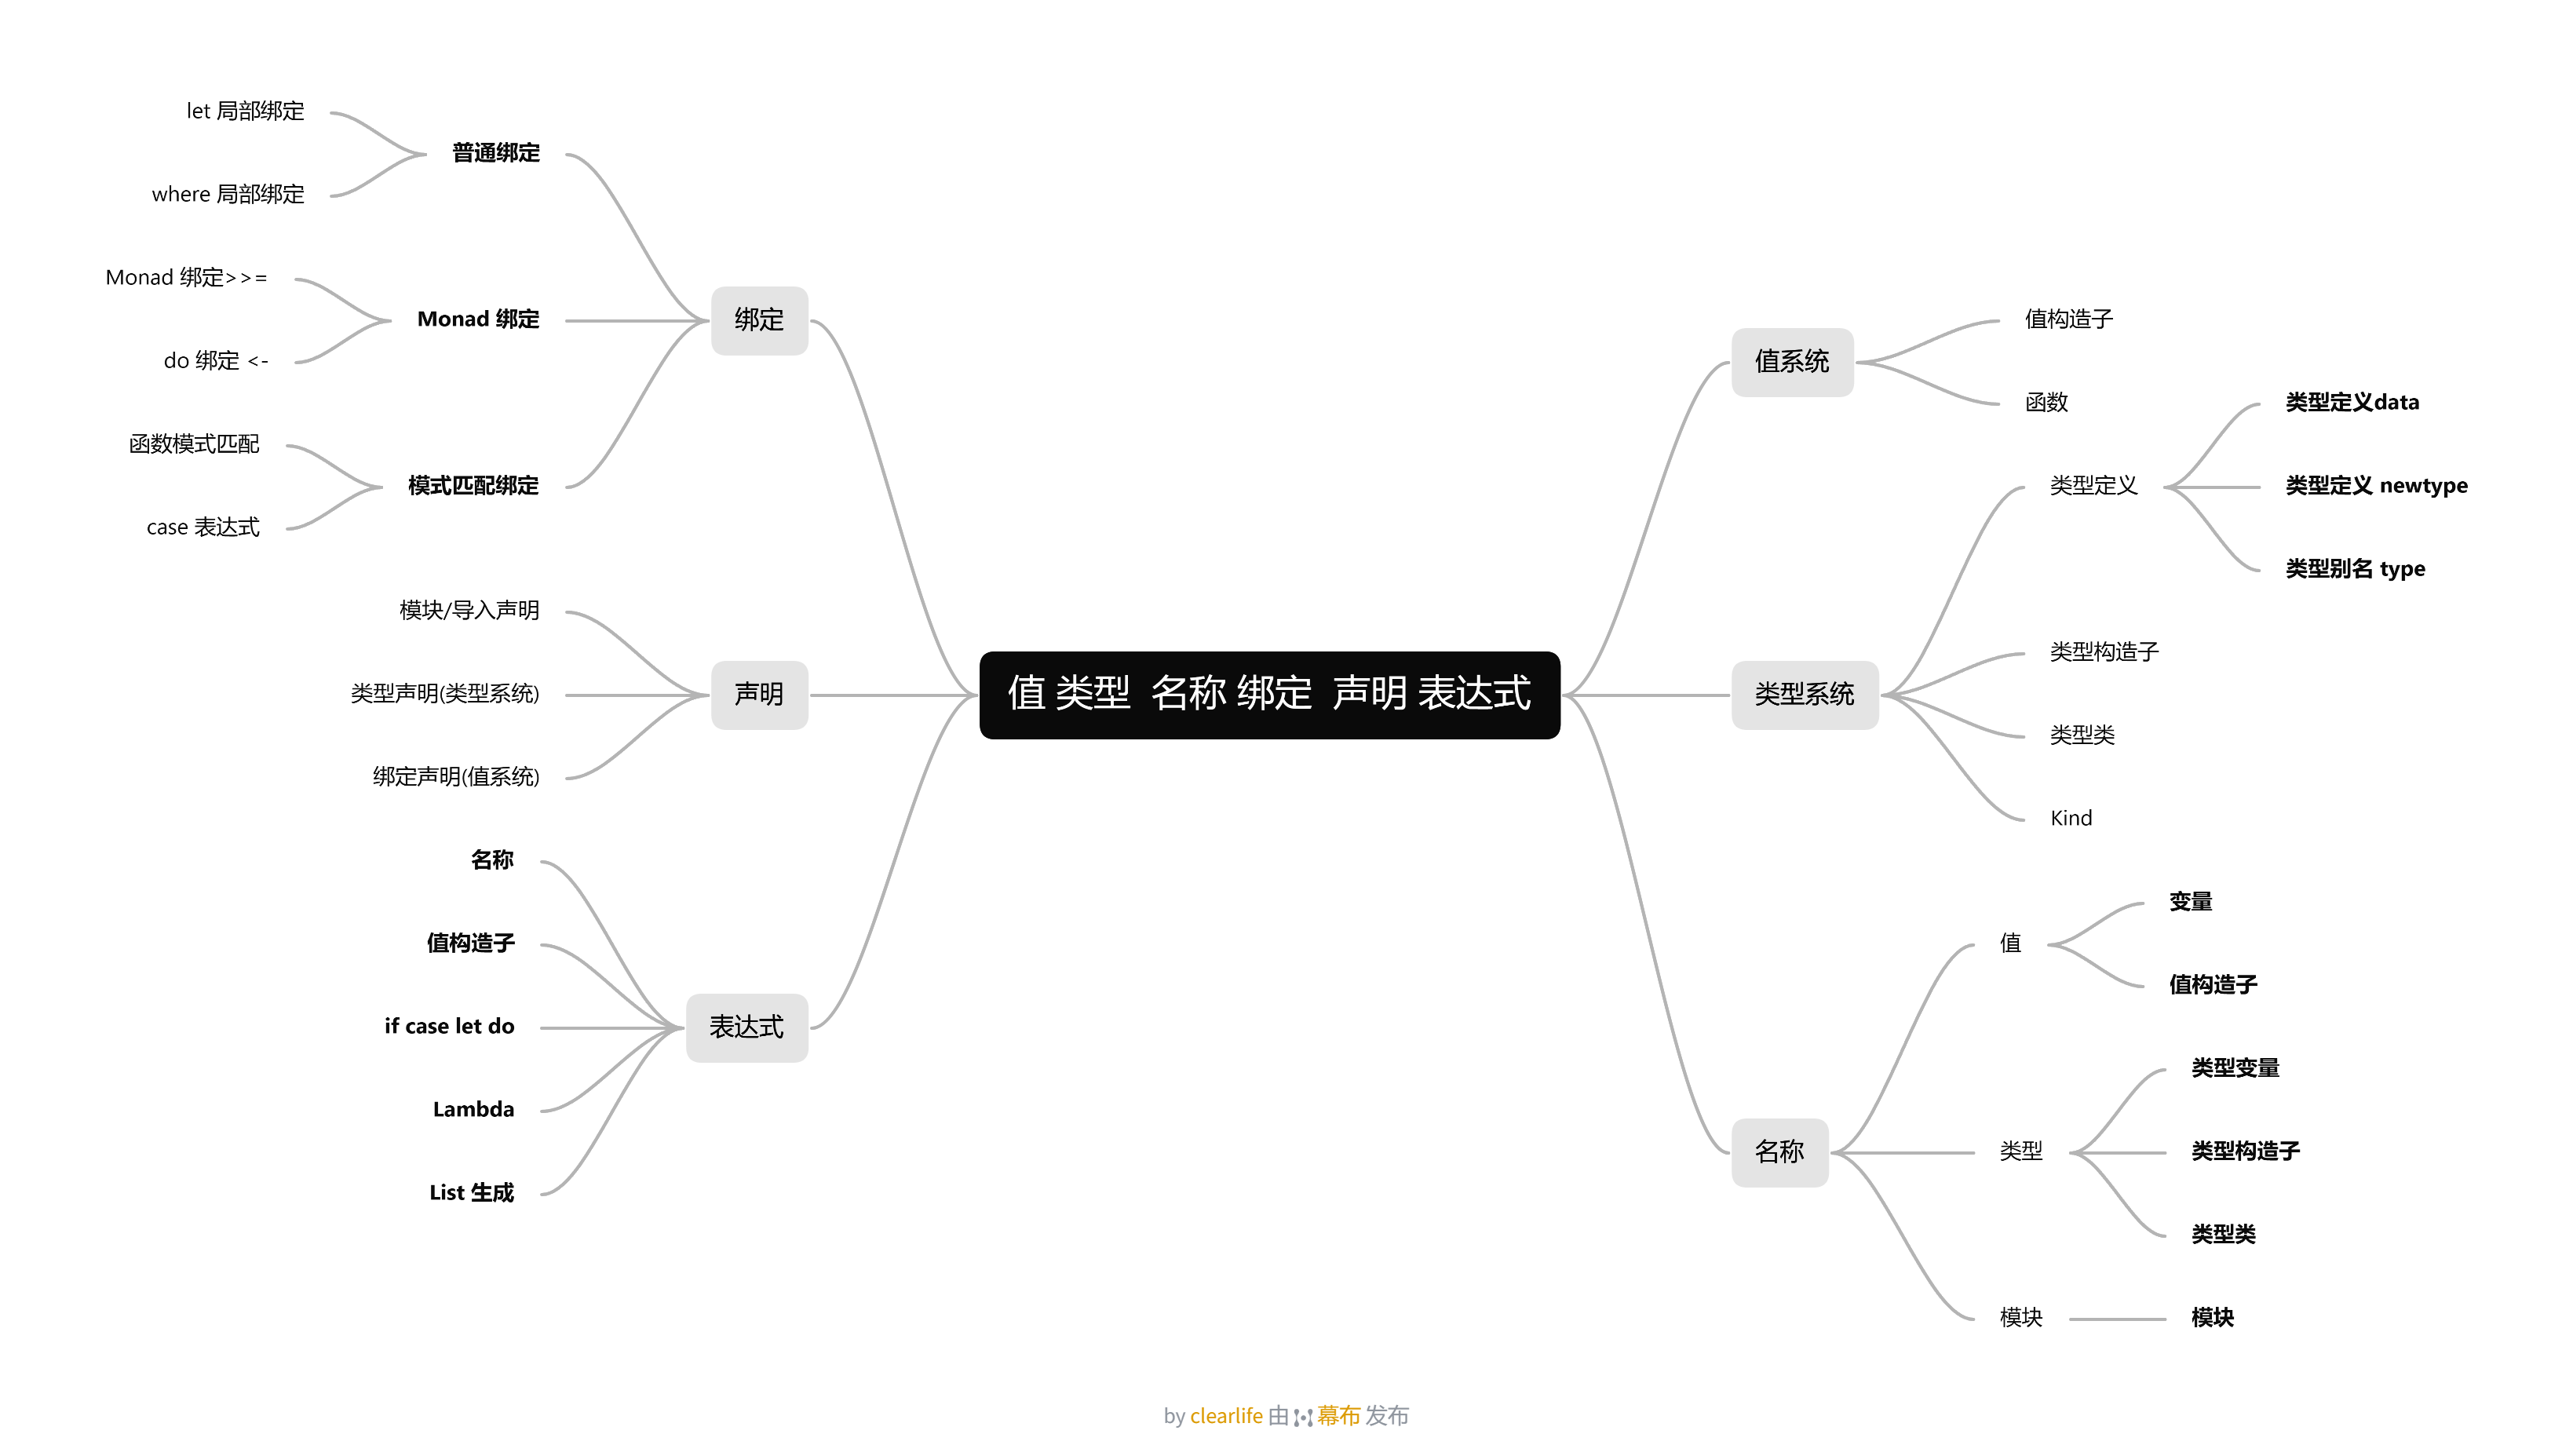 值 类型  名称 绑定  声明 表达式
值系统
值构造子
函数
类型系统
类型定义
类型定义data
类型定义 newtype
类型别名 type
类型构造子
类型类
Kind
名称
值
变量
值构造子
类型
类型变量
类型构造子
类型类
模块
模块
绑定
普通绑定
let 局部绑定
where 局部绑定
Monad 绑定
Monad 绑定>>=
do 绑定 <-
模式匹配绑定
函数模式匹配
case 表达式
声明
模块/导入声明
类型声明(类型系统)
绑定声明(值系统)
表达式
名称
值构造子
if case let do
Lambda
List 生成
by clearlife 由 幕布 发布